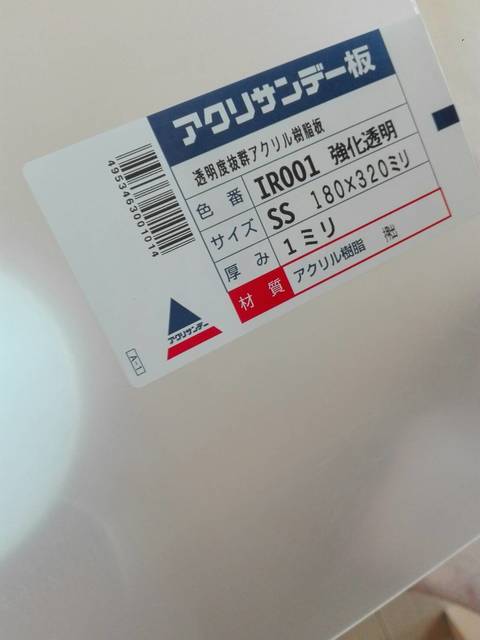 アクリサンデー板
透明度抜群アクリル樹脂板
色番 IR001 強化透明
サイズ SS 180×320ミリ
厚み 1ミリ
材質 アクリル樹脂 押出
4953463001014
アクリサンデー
A-1